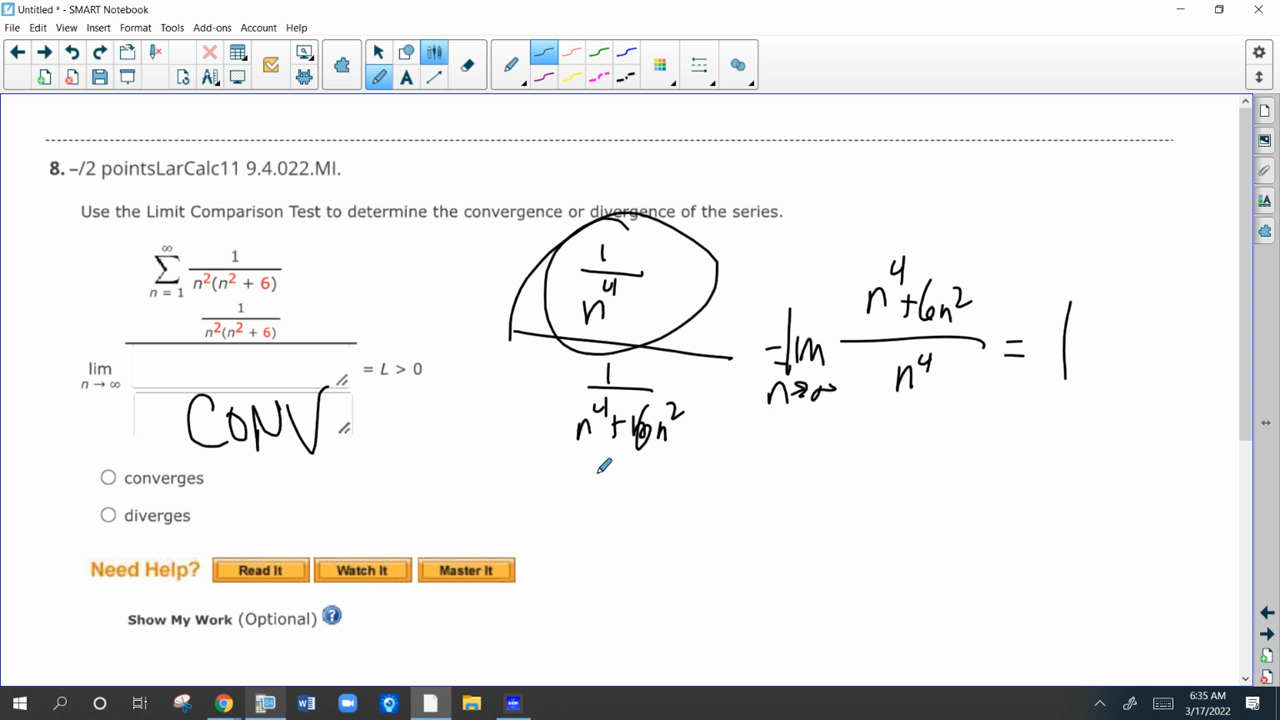 Untitled * - SMART Notebook
File Edit View Insert Format Tools Add-ons Account Help
8. –/2 pointsLarCalc11 9.4.022.MI.
Use the Limit Comparison Test to determine the convergence or divergence of the series.
∞
∑
n = 1
1
n²(n² + 6)
1
n²(n² + 6)
lim
n → ∞
= L > 0
CONV
1
n⁴
1
n⁴ + 6n²
= lim
n→∞
n⁴ + 6n²
n⁴
= 1
converges
diverges
Need Help? Read It Watch It Master It
Show My Work (Optional) ?
6:35 AM
3/17/2022